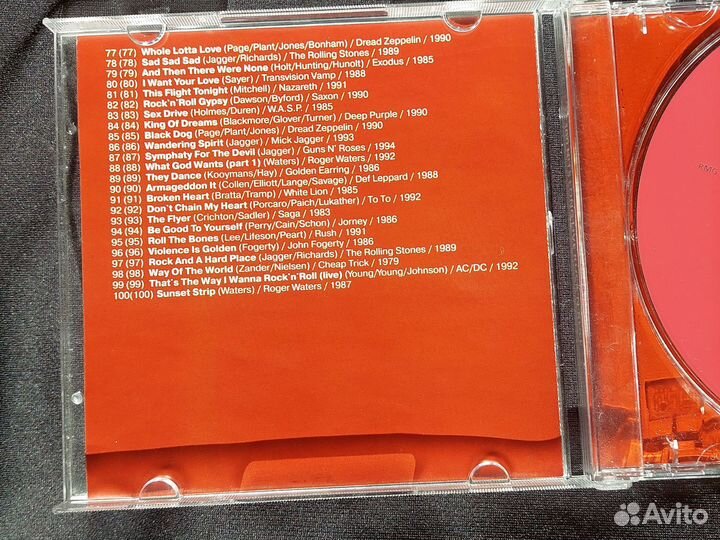 77 (77) Whole Lotta Love (Page/Plant/Jones/Bonham) / Dread Zeppelin / 1990
78 (78) Sad Sad Sad (Jagger/Richards) / The Rolling Stones / 1989
79 (79) And Then There Were None (Holt/Hunting/Hunolt) / Exodus / 1985
80 (80) I Want Your Love (Sayer) / Transvision Vamp / 1988
81 (81) This Flight Tonight (Mitchell) / Nazareth / 1991
82 (82) Rock'n'Roll Gypsy (Dawson/Byford) / Saxon / 1990
83 (83) Sex Drive (Holmes/Duren) / W.A.S.P. / 1985
84 (84) King Of Dreams (Blackmore/Glover/Turner) / Deep Purple / 1990
85 (85) Black Dog (Page/Plant/Jones) / Dread Zeppelin / 1990
86 (86) Wandering Spirit (Jagger) / Mick Jagger / 1993
87 (87) Symphaty For The Devil (Jagger) / Guns N' Roses / 1994
88 (88) What God Wants (part 1) (Waters) / Roger Waters / 1992
89 (89) They Dance (Kooymans/Hay) / Golden Earring / 1986
90 (90) Armageddon It (Collen/Elliott/Lange/Savage) / Def Leppard / 1988
91 (91) Broken Heart (Bratta/Tramp) / White Lion / 1985
92 (92) Don't Chain My Heart (Porcaro/Paich/Lukather) / To To / 1992
93 (93) The Flyer (Crichton/Sadler) / Saga / 1983
94 (94) Be Good To Yourself (Perry/Cain/Schon) / Jorney / 1986
95 (95) Roll The Bones (Lee/Lifeson/Peart) / Rush / 1991
96 (96) Violence Is Golden (Fogerty) / John Fogerty / 1986
97 (97) Rock And A Hard Place (Jagger/Richards) / The Rolling Stones / 1989
98 (98) Way Of The World (Zander/Nielsen) / Cheap Trick / 1979
99 (99) That's The Way I Wanna Rock'n'Roll (live) (Young/Young/Johnson) / AC/DC / 1992
100(100) Sunset Strip (Waters) / Roger Waters / 1987
RMG
Avito